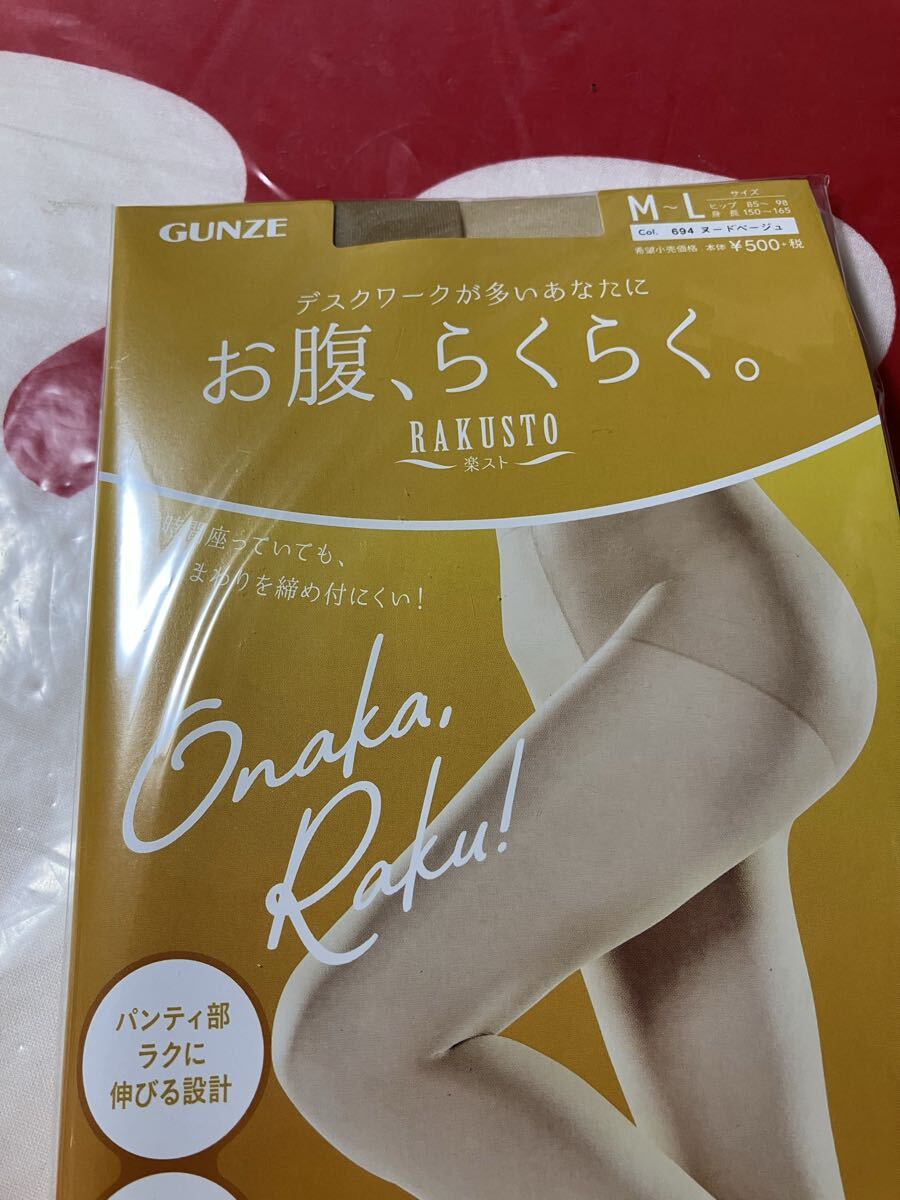 GUNZE
M~L
サイズ
ヒップ 85~98
身長 150~165
Col. 694 ヌードベージュ
希望小売価格 本体¥500+税
デスクワークが多いあなたに
お腹、らくらく。
RAKUSTO
楽スト
時間座っていても、
まわりを締め付にくい!
Onaka,
Raku!
パンティ部
ラクに
伸びる設計